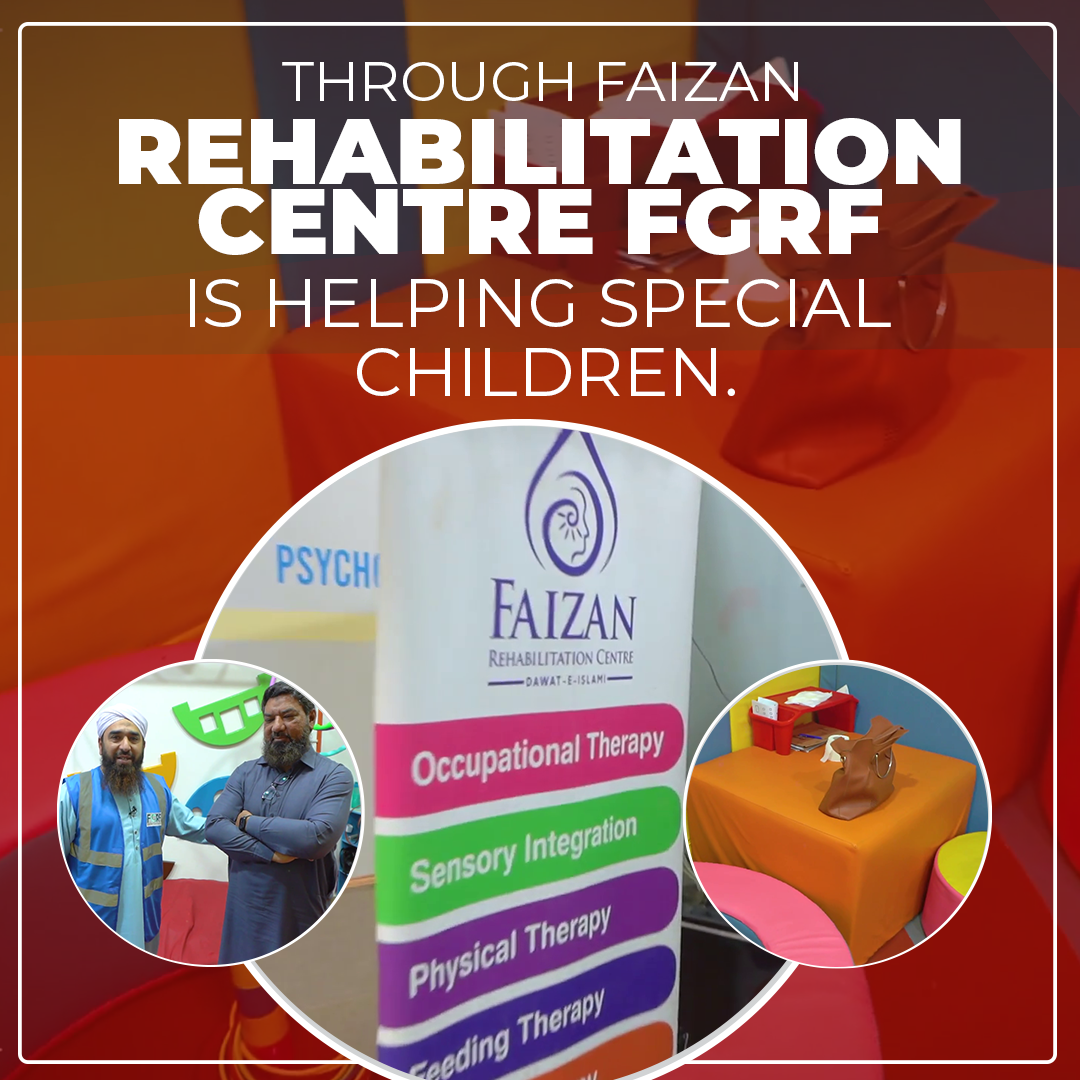 THROUGH FAIZAN
REHABILITATION
CENTRE FGRF
IS HELPING SPECIAL
CHILDREN.
PSYCHO
FAIZAN
REHABILITATION CENTRE
DAWAT-E-ISLAMI
Occupational Therapy
Sensory Integration
Physical Therapy
Feeding Therapy